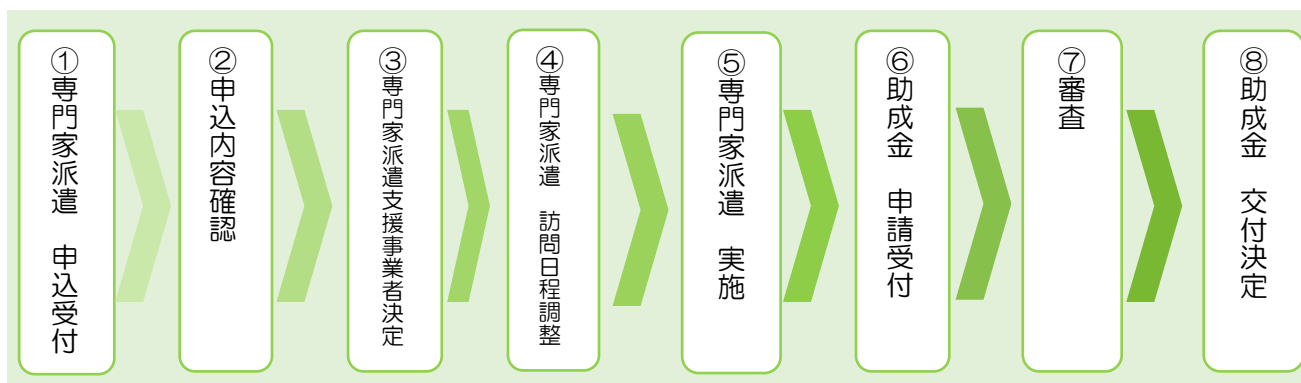 ①専門家派遣　申込受付
②申込内容確認
③専門家派遣支援事業者決定
④専門家派遣　訪問日程調整
⑤専門家派遣　実施
⑥助成金　申請受付
⑦審査
⑧助成金　交付決定